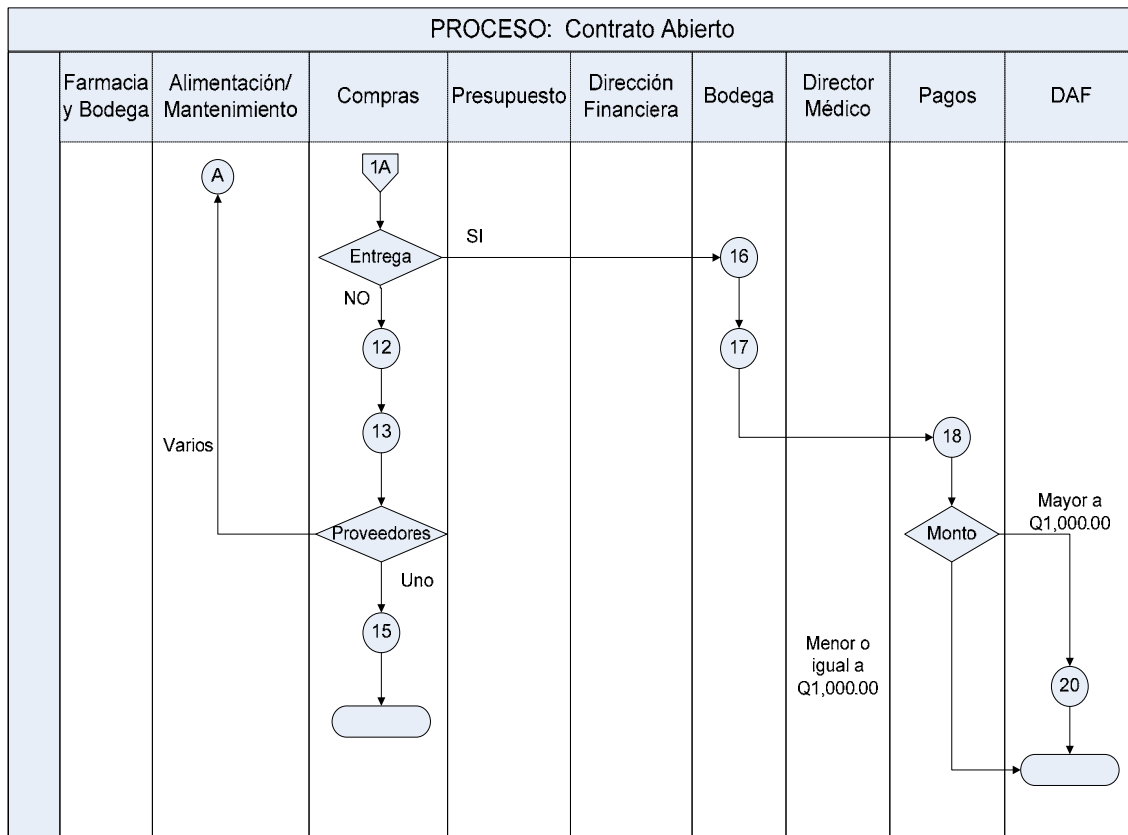 PROCESO: Contrato Abierto
Farmacia
y Bodega
Alimentación/
Mantenimiento
Compras
Presupuesto
Dirección
Financiera
Bodega
Director
Médico
Pagos
DAF
A
1A
Entrega
SI
16
NO
12
17
13
18
Varios
Proveedores
Monto
Mayor a
Q1,000.00
Uno
15
Menor o
igual a
Q1,000.00
20